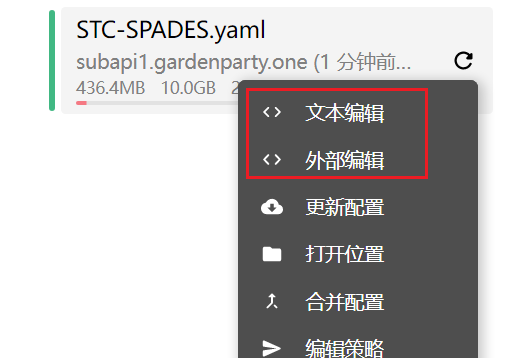 STC-SPADES.yaml
subapi1.gardenparty.one (1 分钟前...
436.4MB 10.0GB 2
文本编辑
外部编辑
更新配置
打开位置
合并配置
编辑策略